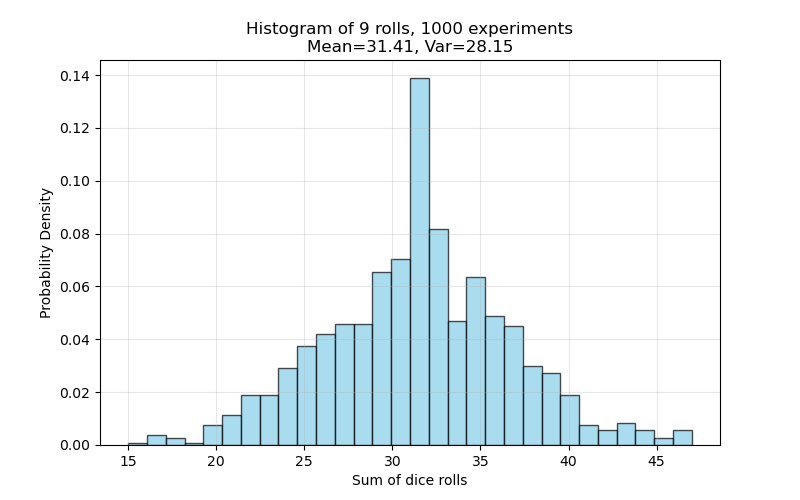 Histogram of 9 rolls, 1000 experiments
Mean=31.41, Var=28.15
0.14
0.12
0.10
0.08
0.06
0.04
0.02
0.00
Probability Density
15 20 25 30 35 40 45
Sum of dice rolls